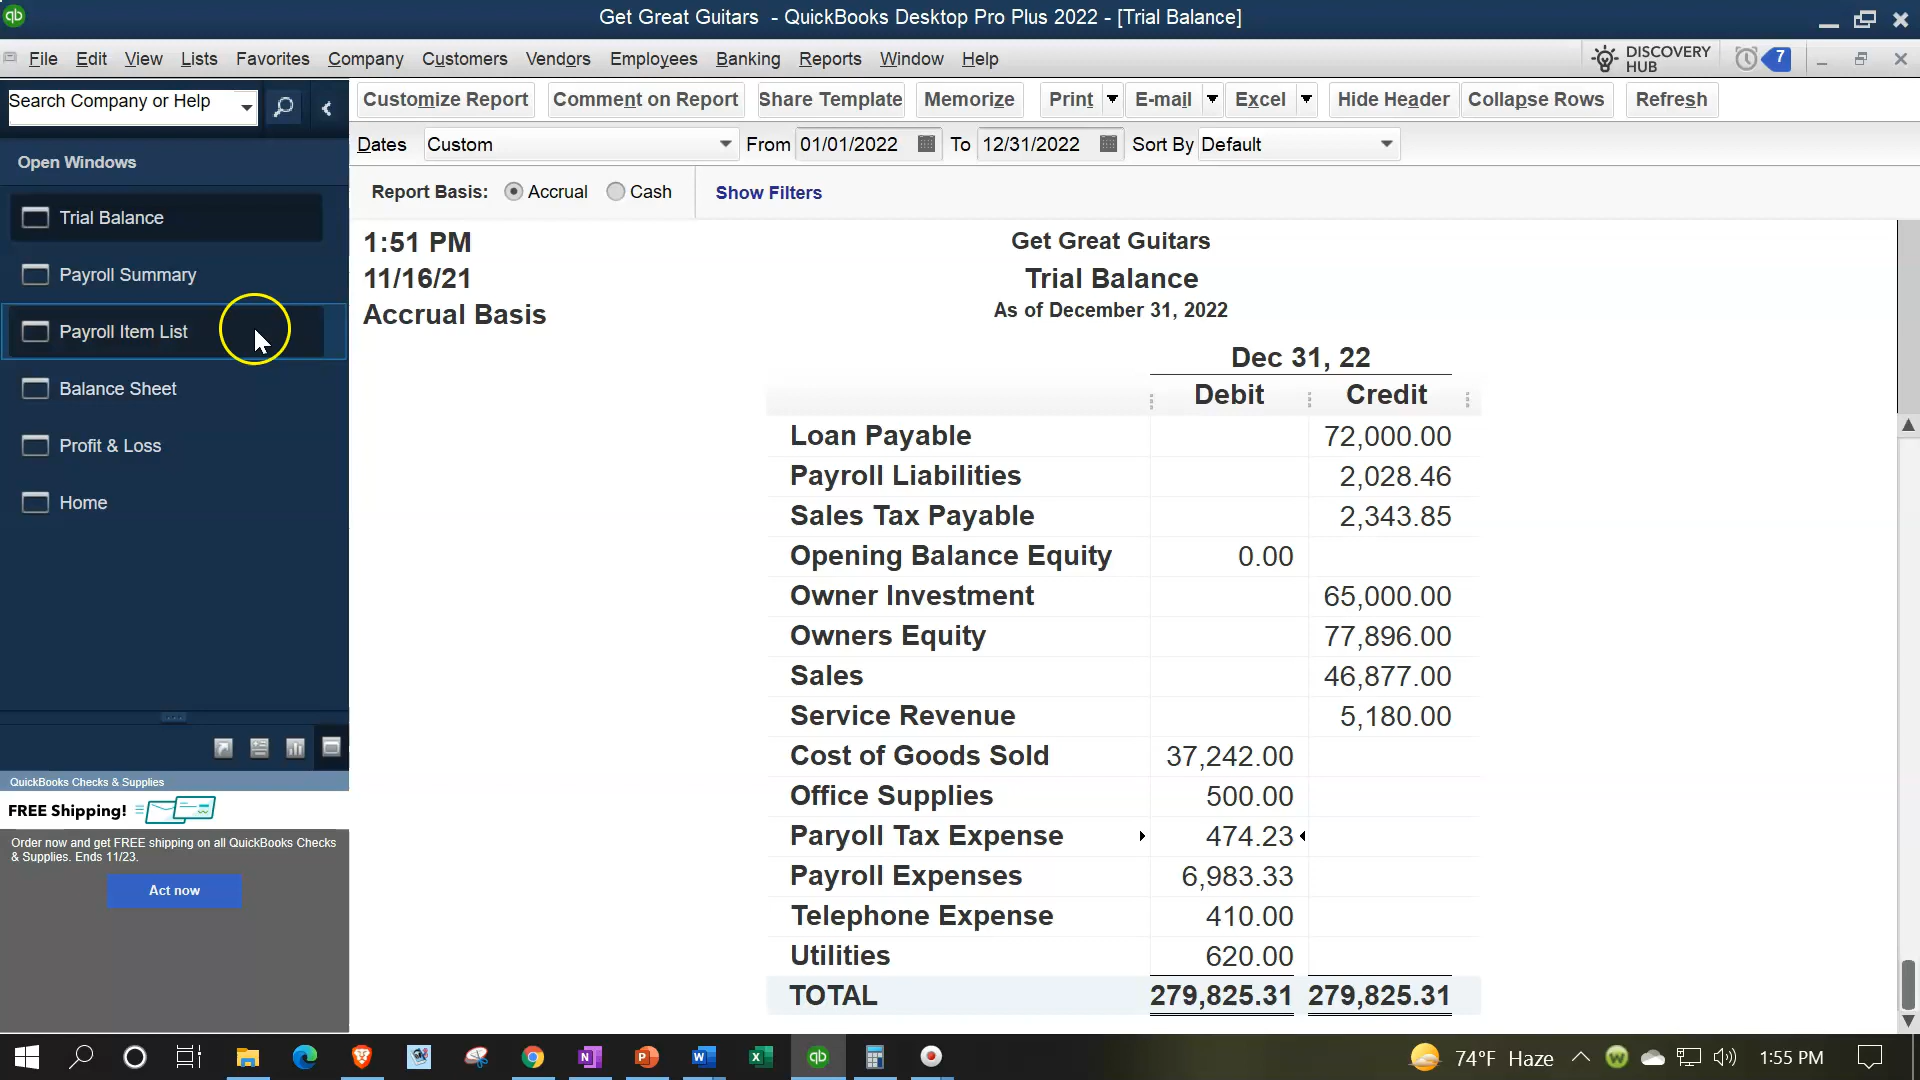 qb Get Great Guitars - QuickBooks Desktop Pro Plus 2022 - [Trial Balance]
File Edit View Lists Favorites Company Customers Vendors Employees Banking Reports Window Help DISCOVERY HUB 7
Search Company or Help
Customize Report Comment on Report Share Template Memorize Print E-mail Excel Hide Header Collapse Rows Refresh
Dates Custom From 01/01/2022 To 12/31/2022 Sort By Default
Report Basis: Accrual Cash Show Filters
Open Windows
Trial Balance
Payroll Summary
Payroll Item List
Balance Sheet
Profit & Loss
Home
QuickBooks Checks & Supplies
FREE Shipping!
Order now and get FREE shipping on all QuickBooks Checks
& Supplies. Ends 11/23.
Act now
1:51 PM
11/16/21
Accrual Basis
Get Great Guitars
Trial Balance
As of December 31, 2022
Dec 31, 22
Debit Credit
Loan Payable 72,000.00
Payroll Liabilities 2,028.46
Sales Tax Payable 2,343.85
Opening Balance Equity 0.00
Owner Investment 65,000.00
Owners Equity 77,896.00
Sales 46,877.00
Service Revenue 5,180.00
Cost of Goods Sold 37,242.00
Office Supplies 500.00
Paryoll Tax Expense 474.23
Payroll Expenses 6,983.33
Telephone Expense 410.00
Utilities 620.00
TOTAL 279,825.31 279,825.31
N P W X qb 74°F Haze W 1:55 PM